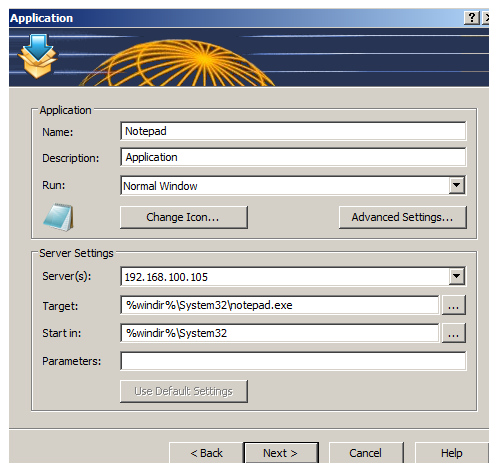 Application
Application
Name: Notepad
Description: Application
Run: Normal Window
Change Icon... Advanced Settings...
Server Settings
Server(s): 192.168.100.105
Target: %windir%\System32\notepad.exe ...
Start in: %windir%\System32 ...
Parameters:
Use Default Settings
< Back Next > Cancel Help